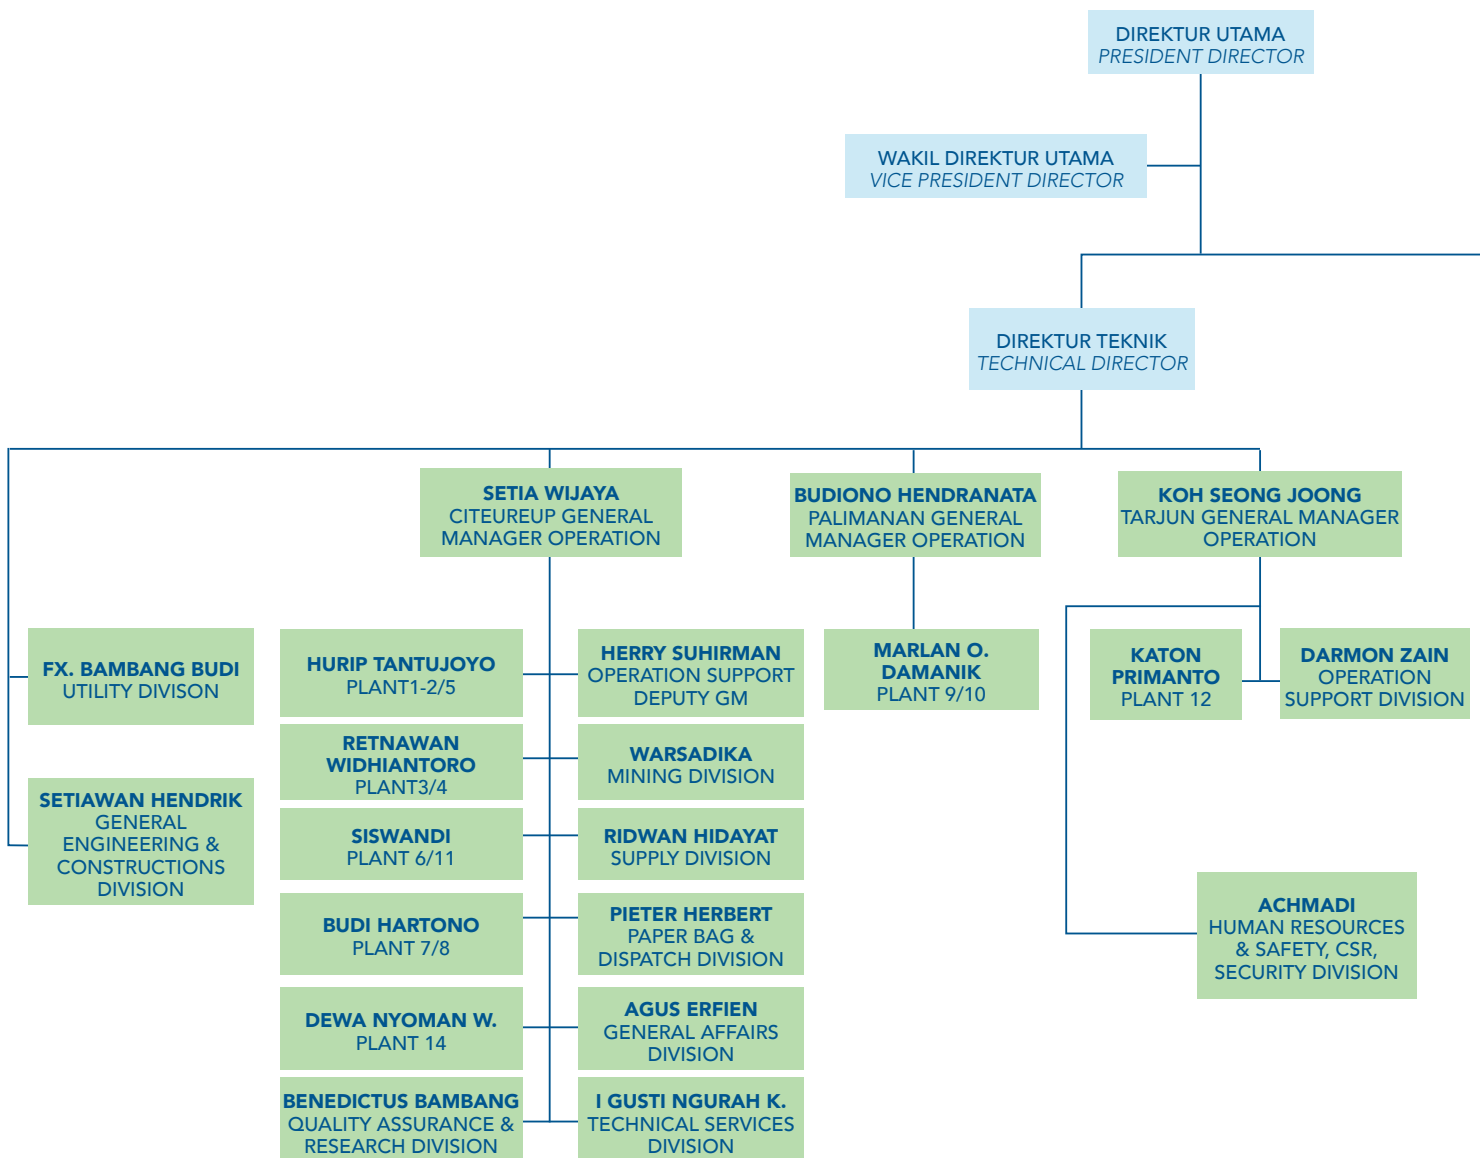 DIREKTUR UTAMA
PRESIDENT DIRECTOR
WAKIL DIREKTUR UTAMA
VICE PRESIDENT DIRECTOR
DIREKTUR TEKNIK
TECHNICAL DIRECTOR
SETIA WIJAYA
CITEUREUP GENERAL
MANAGER OPERATION
BUDIONO HENDRANATA
PALIMANAN GENERAL
MANAGER OPERATION
KOH SEONG JOONG
TARJUN GENERAL MANAGER
OPERATION
FX. BAMBANG BUDI
UTILITY DIVISON
SETIAWAN HENDRIK
GENERAL
ENGINEERING &
CONSTRUCTIONS
DIVISION
HURIP TANTUJOYO
PLANT1-2/5
RETNAWAN
WIDHIANTORO
PLANT3/4
SISWANDI
PLANT 6/11
BUDI HARTONO
PLANT 7/8
DEWA NYOMAN W.
PLANT 14
BENEDICTUS BAMBANG
QUALITY ASSURANCE &
RESEARCH DIVISION
HERRY SUHIRMAN
OPERATION SUPPORT
DEPUTY GM
WARSADIKA
MINING DIVISION
RIDWAN HIDAYAT
SUPPLY DIVISION
PIETER HERBERT
PAPER BAG &
DISPATCH DIVISION
AGUS ERFIEN
GENERAL AFFAIRS
DIVISION
I GUSTI NGURAH K.
TECHNICAL SERVICES
DIVISION
MARLAN O.
DAMANIK
PLANT 9/10
KATON
PRIMANTO
PLANT 12
DARMON ZAIN
OPERATION
SUPPORT DIVISION
ACHMADI
HUMAN RESOURCES
& SAFETY, CSR,
SECURITY DIVISION